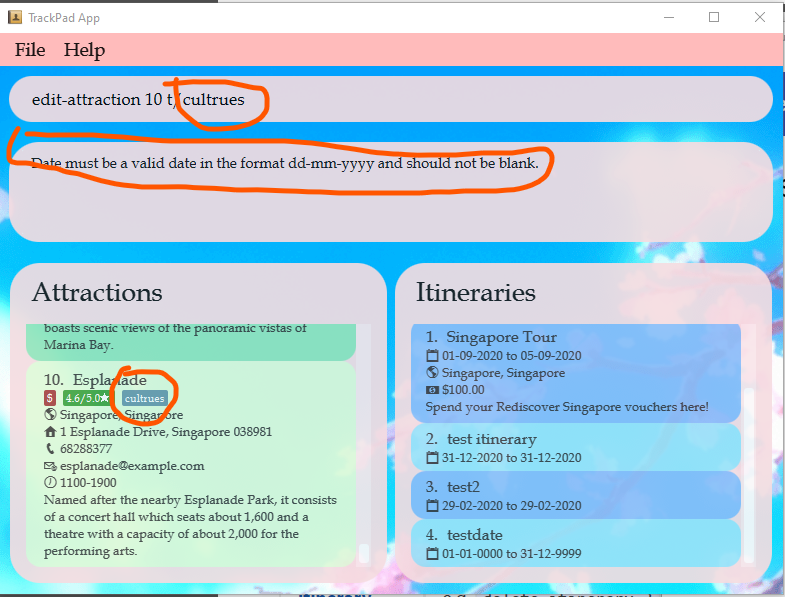 TrackPad App
File Help
edit-attraction 10 t/cultrues
Date must be a valid date in the format dd-mm-yyyy and should not be blank.
Attractions
boasts scenic views of the panoramic vistas of
Marina Bay.
10. Esplanade
$ 4.6/5.0★ cultrues
Singapore, Singapore
1 Esplanade Drive, Singapore 038981
68288377
esplanade@example.com
1100-1900
Named after the nearby Esplanade Park, it consists
of a concert hall which seats about 1,600 and a
theatre with a capacity of about 2,000 for the
performing arts.
Itineraries
1. Singapore Tour
01-09-2020 to 05-09-2020
Singapore, Singapore
$100.00
Spend your Rediscover Singapore vouchers here!
2. test itinerary
31-12-2020 to 31-12-2020
3. test2
29-02-2020 to 29-02-2020
4. testdate
01-01-0000 to 31-12-9999